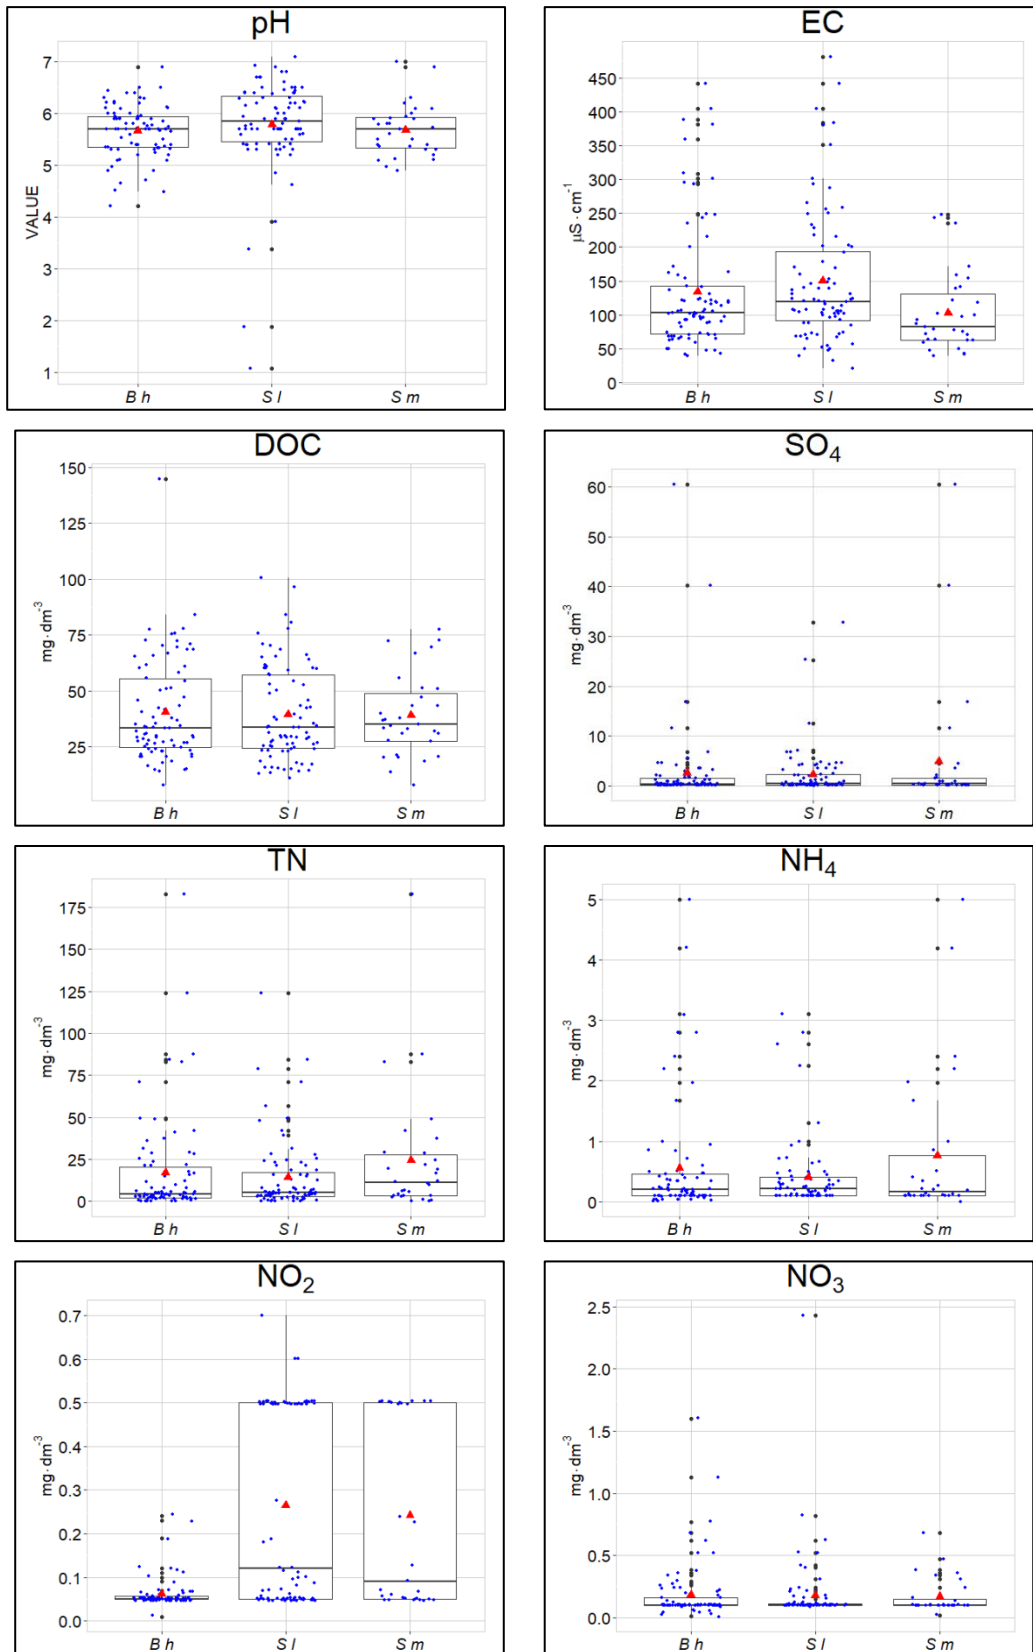 pH
VALUE
7
6
5
4
3
2
1
B h
S l
S m
EC
µS · cm⁻¹
450
400
350
300
250
200
150
100
50
0
B h
S l
S m
DOC
mg · dm⁻³
150
125
100
75
50
25
B h
S l
S m
SO₄
mg · dm⁻³
60
50
40
30
20
10
0
B h
S l
S m
TN
mg · dm⁻³
175
150
125
100
75
50
25
0
B h
S l
S m
NH₄
mg · dm⁻³
5
4
3
2
1
0
B h
S l
S m
NO₂
mg · dm⁻³
0.7
0.6
0.5
0.4
0.3
0.2
0.1
0.0
B h
S l
S m
NO₃
mg · dm⁻³
2.5
2.0
1.5
1.0
0.5
0.0
B h
S l
S m